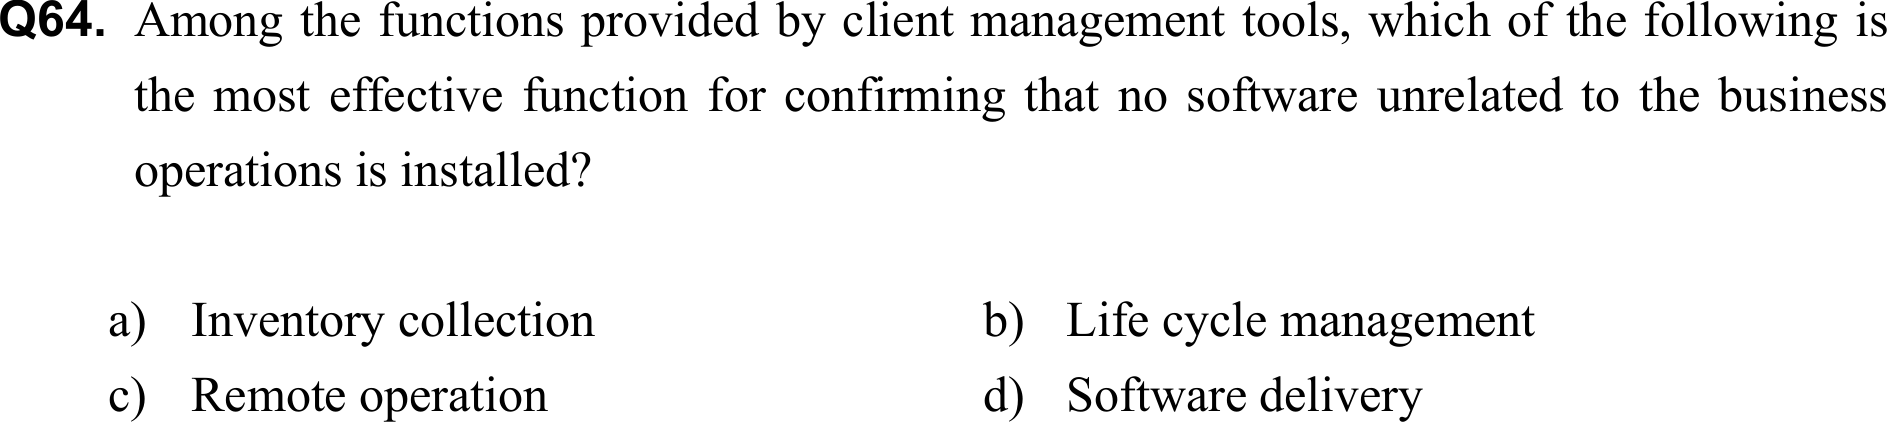 Q64. Among the functions provided by client management tools, which of the following is
the most effective function for confirming that no software unrelated to the business
operations is installed?
a) Inventory collection b) Life cycle management
c) Remote operation d) Software delivery